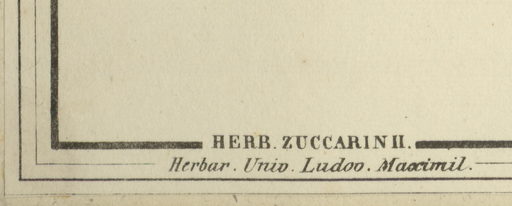 HERB. ZUCCARINII.
Herbar. Univ. Ludov. Maximil.